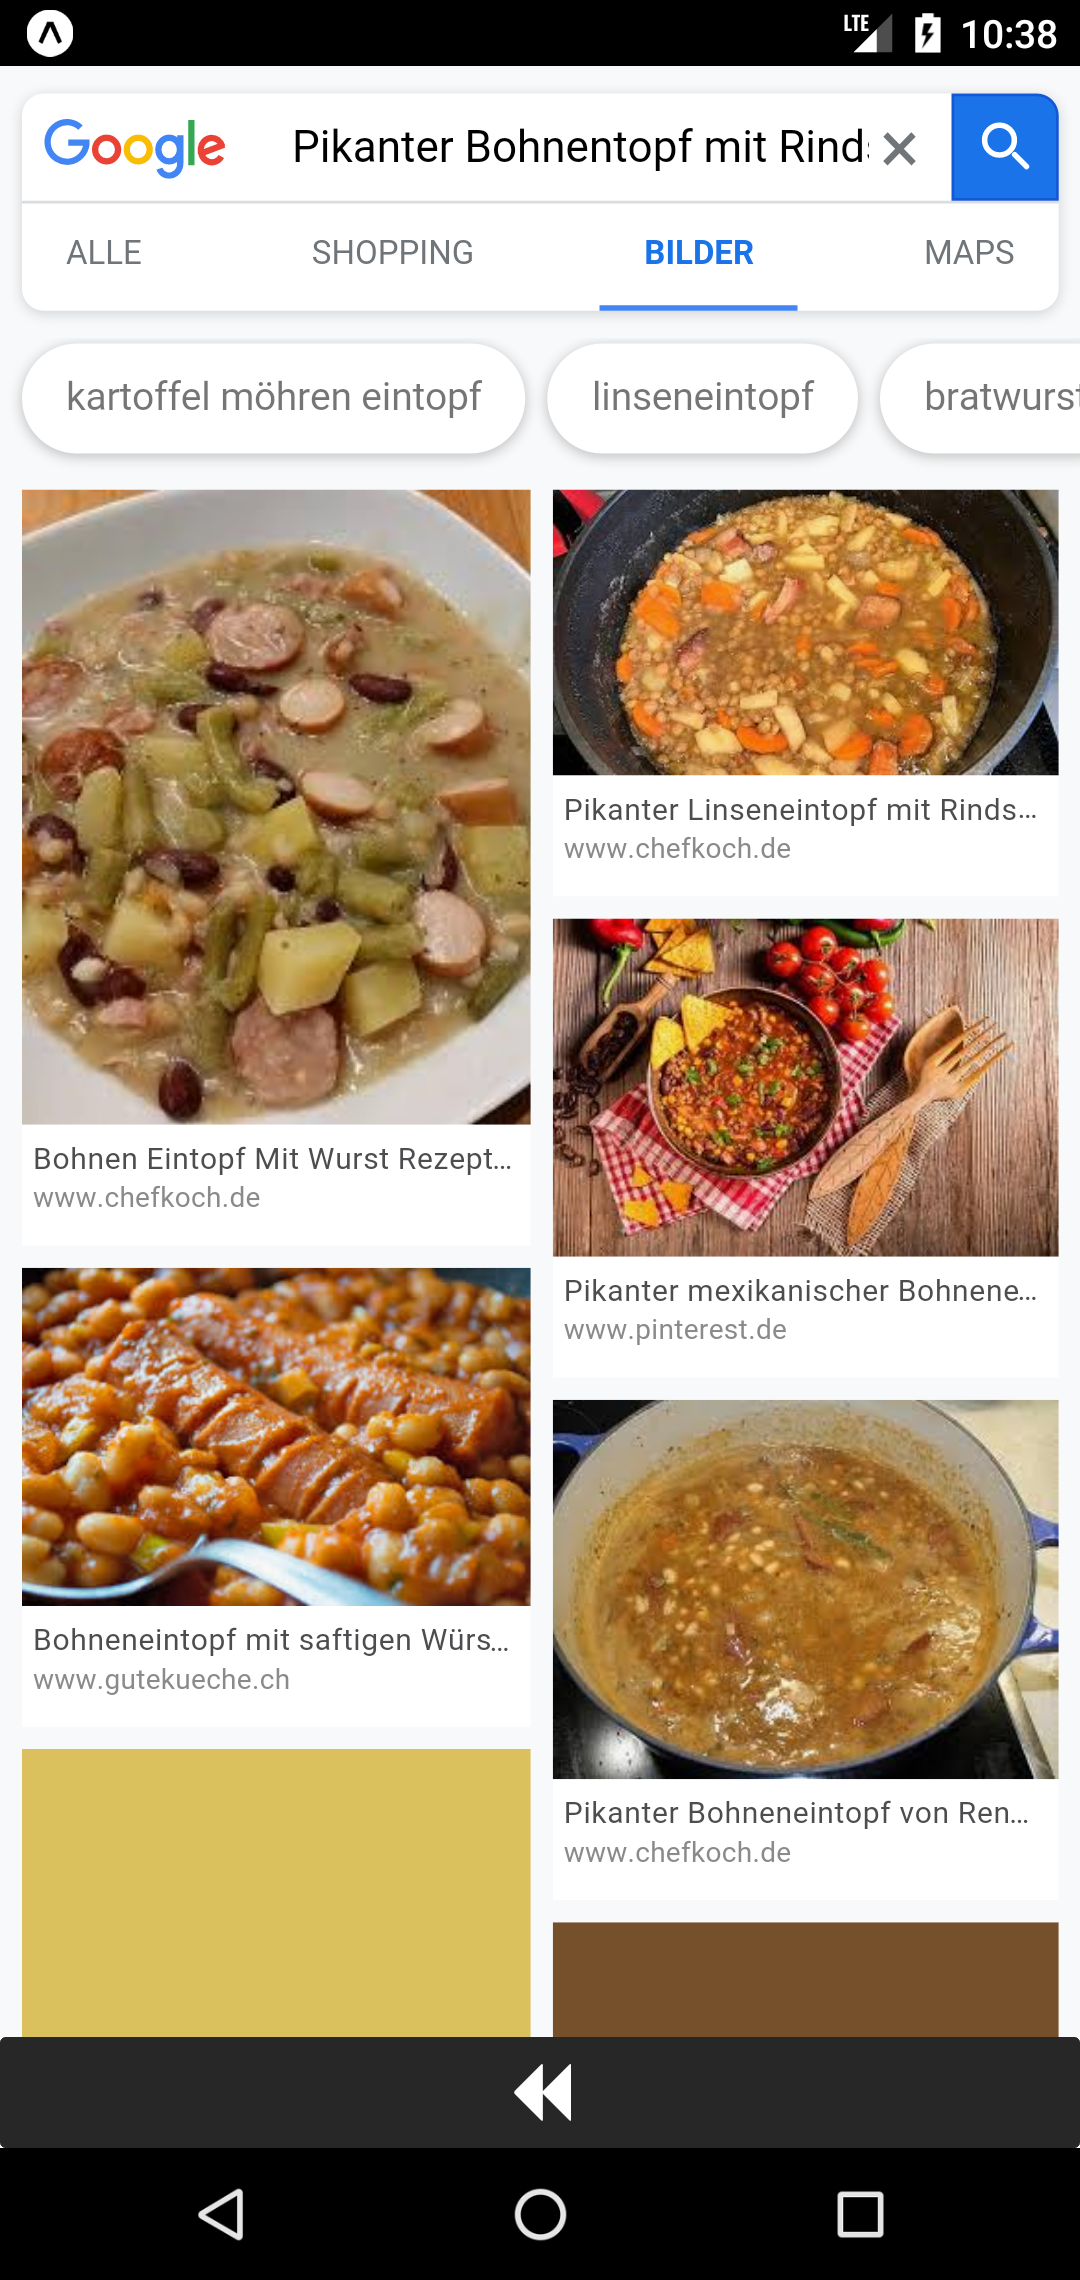 LTE 10:38
Google Pikanter Bohnentopf mit Rinds
ALLE SHOPPING BILDER MAPS
kartoffel möhren eintopf linseneintopf bratwurst
Bohnen Eintopf Mit Wurst Rezept...
www.chefkoch.de
Bohneneintopf mit saftigen Würs...
www.gutekueche.ch
Pikanter Linseneintopf mit Rinds...
www.chefkoch.de
Pikanter mexikanischer Bohnene...
www.pinterest.de
Pikanter Bohneneintopf von Ren...
www.chefkoch.de